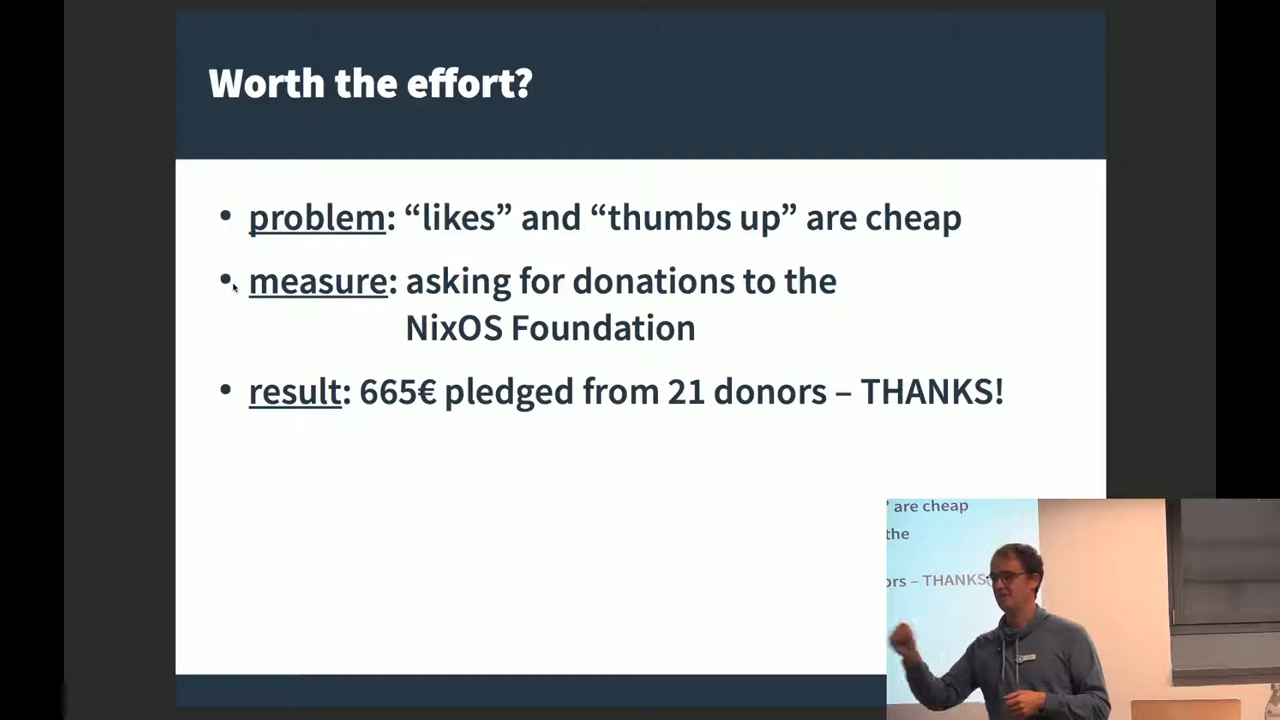 Worth the effort?
• problem: “likes” and “thumbs up” are cheap
• measure: asking for donations to the
NixOS Foundation
• result: 665€ pledged from 21 donors – THANKS!
’ are cheap
the
ors – THANKS